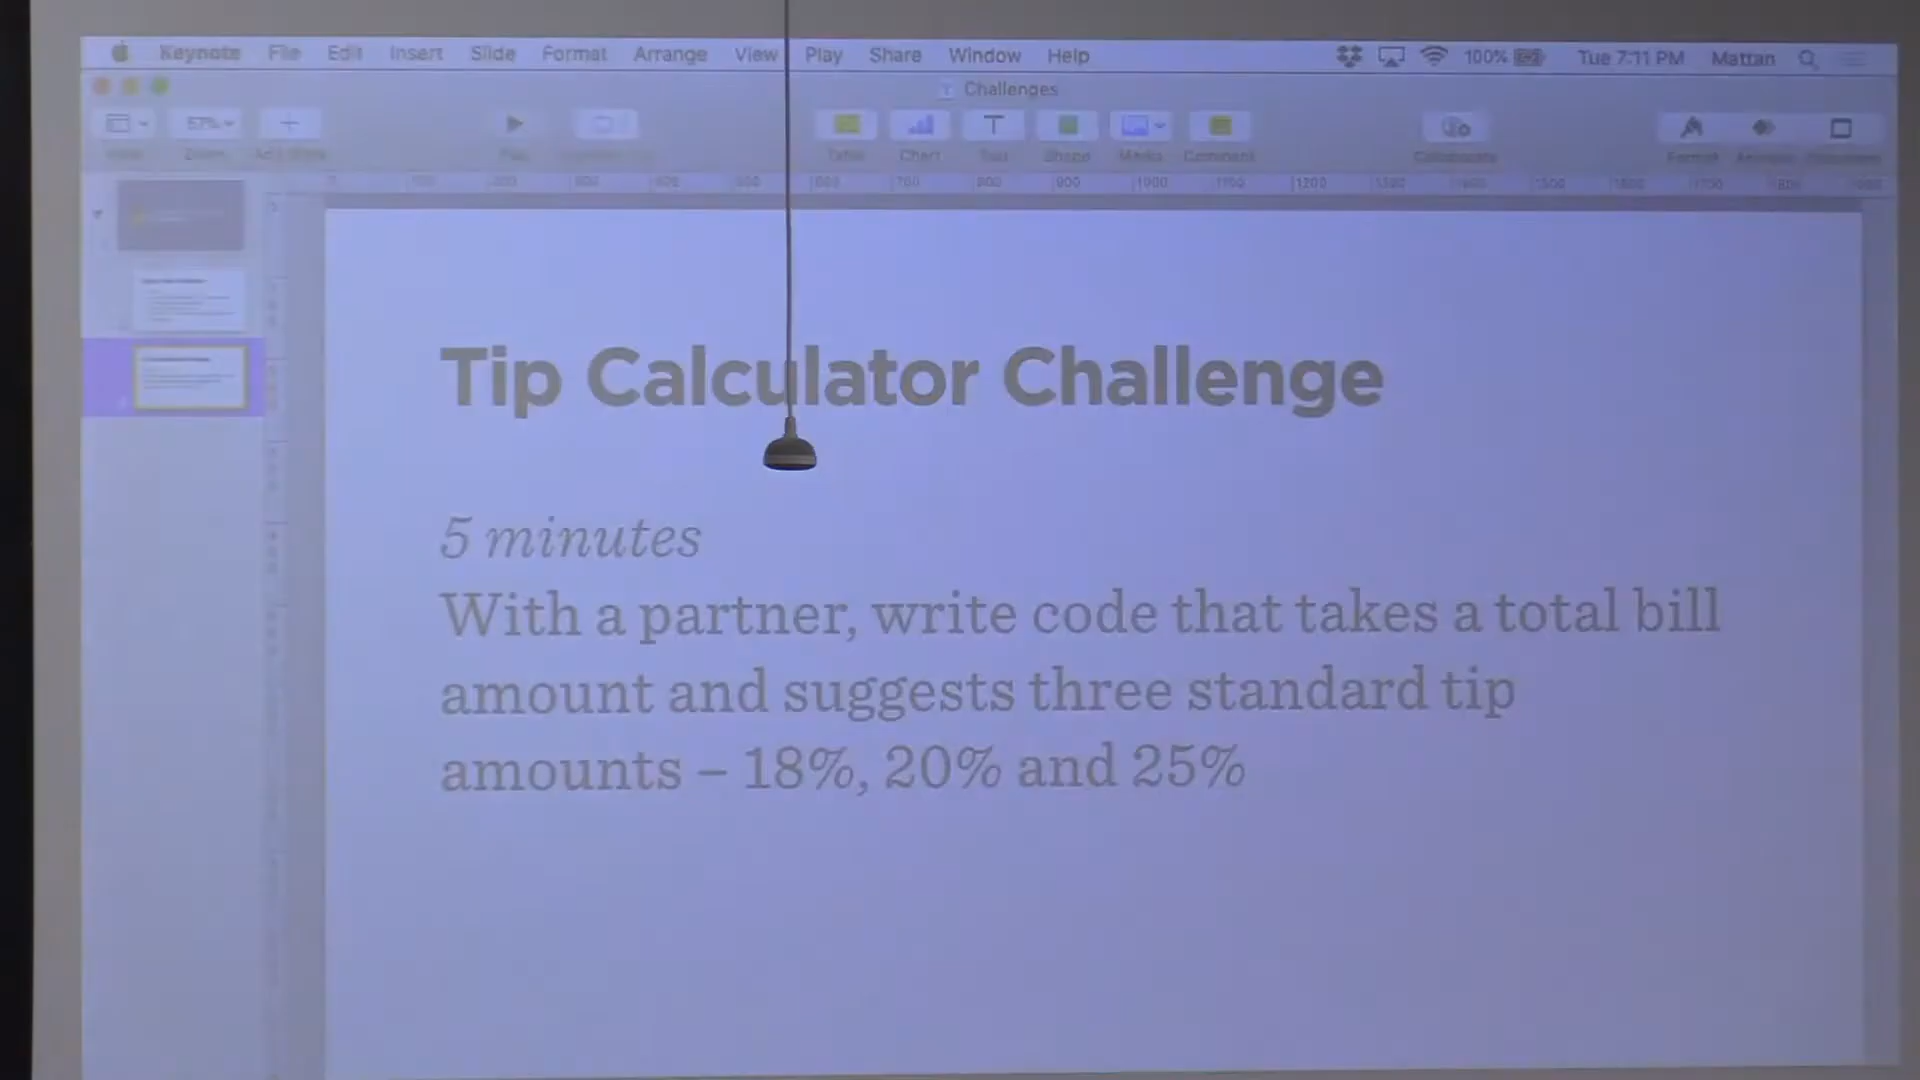 Keynote File Edit Insert Slide Format Arrange View Play Share Window Help 100% Tue 7:11 PM Mattan
Challenges
57%
Table Chart Text Shape Media Comment Collaborate Format
Tip Calculator Challenge
5 minutes
With a partner, write code that takes a total bill
amount and suggests three standard tip
amounts – 18%, 20% and 25%